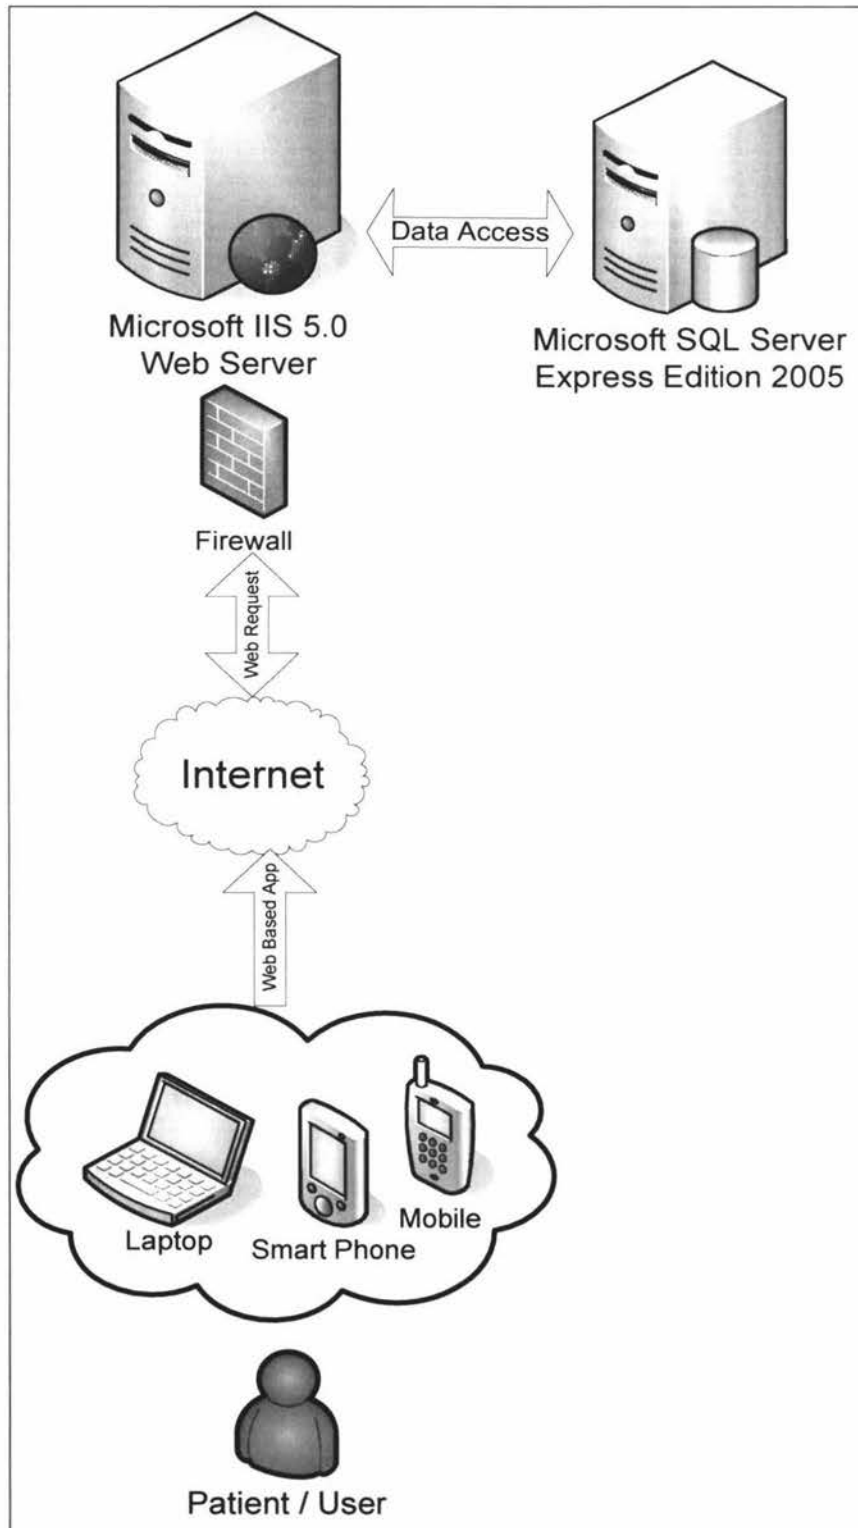 Data Access
Microsoft IIS 5.0
Web Server
Microsoft SQL Server
Express Edition 2005
Firewall
Web Request
Internet
Web Based App
Laptop
Smart Phone
Mobile
Patient / User